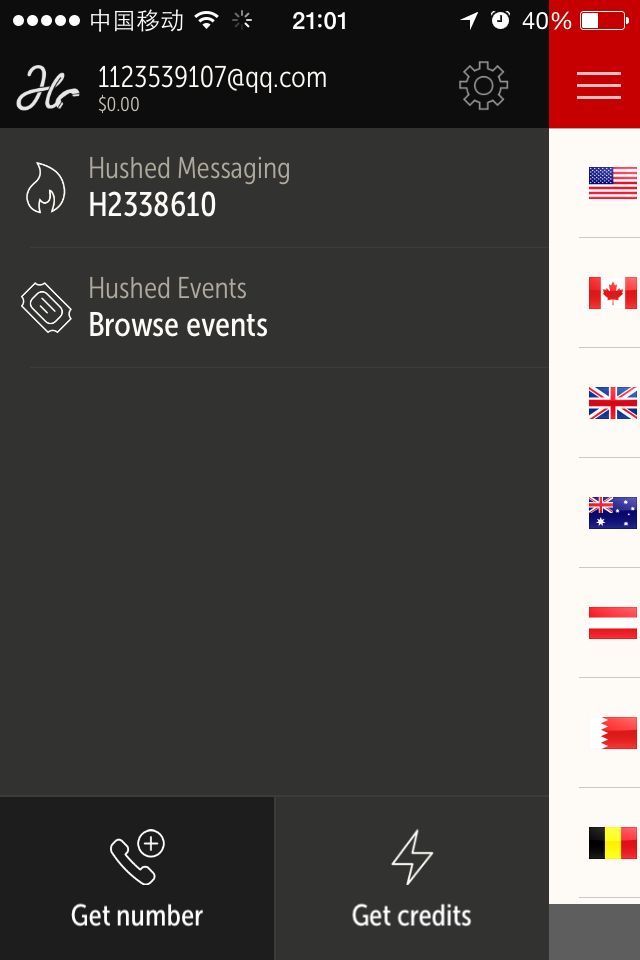 中国移动 21:01 40%
1123539107@qq.com
$0.00
Hushed Messaging
H2338610
Hushed Events
Browse events
Get number
Get credits